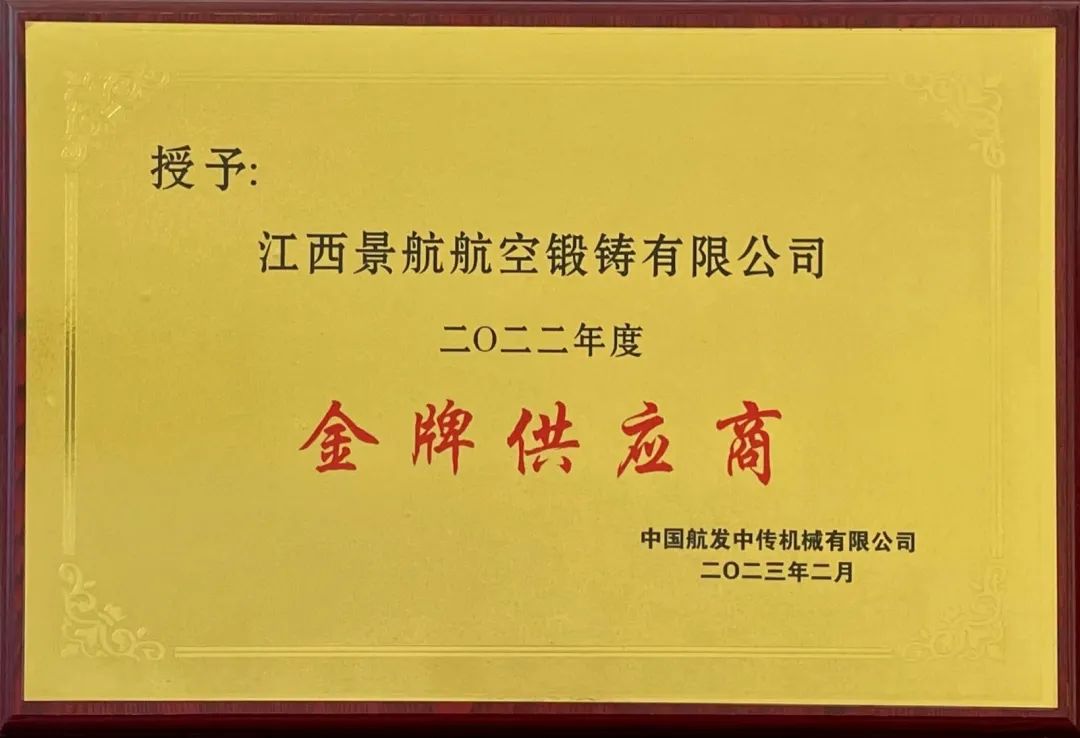 授予:
江西景航航空锻铸有限公司
二〇二二年度
金牌供应商
中国航发中传机械有限公司
二〇二三年二月